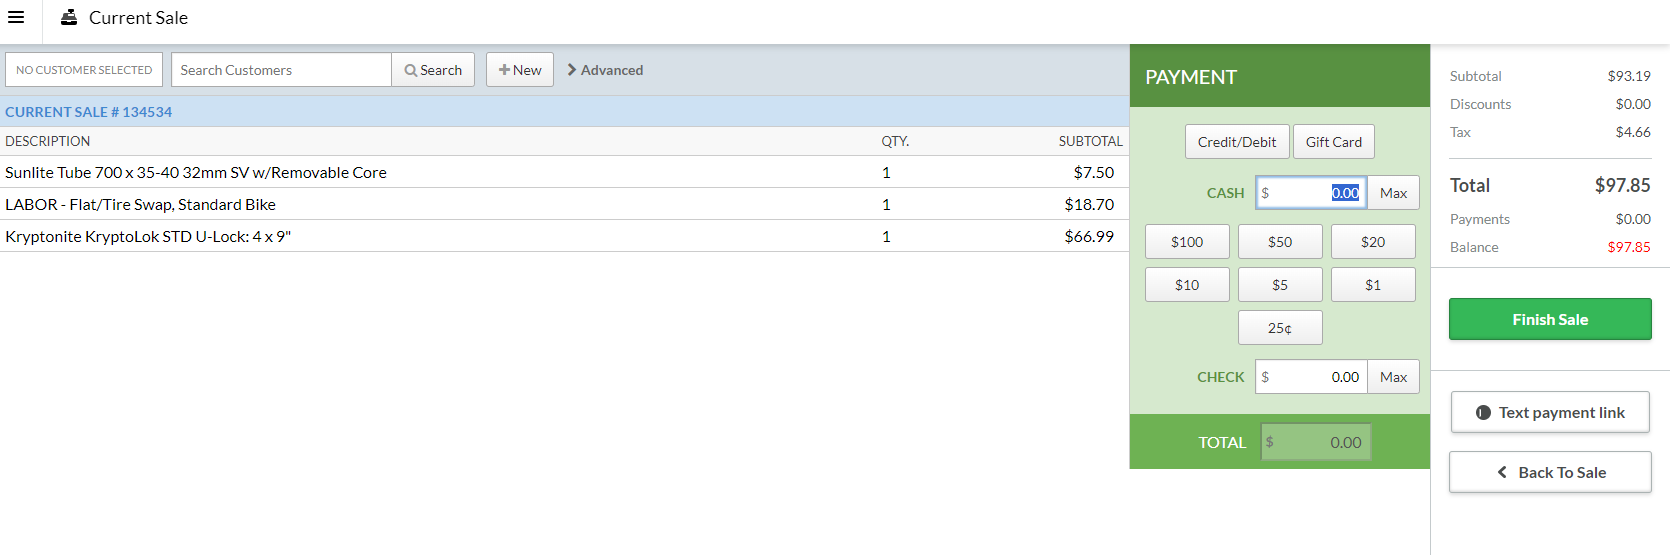 Current Sale
NO CUSTOMER SELECTED Search Customers Search New Advanced
CURRENT SALE # 134534
DESCRIPTION QTY. SUBTOTAL
Sunlite Tube 700 x 35-40 32mm SV w/Removable Core 1 $7.50
LABOR - Flat/Tire Swap, Standard Bike 1 $18.70
Kryptonite KryptoLok STD U-Lock: 4 x 9" 1 $66.99
PAYMENT
Credit/Debit Gift Card
CASH $ 0.00 Max
$100 $50 $20
$10 $5 $1
25¢
CHECK $ 0.00 Max
TOTAL $ 0.00
Subtotal $93.19
Discounts $0.00
Tax $4.66
Total $97.85
Payments $0.00
Balance $97.85
Finish Sale
Text payment link
Back To Sale